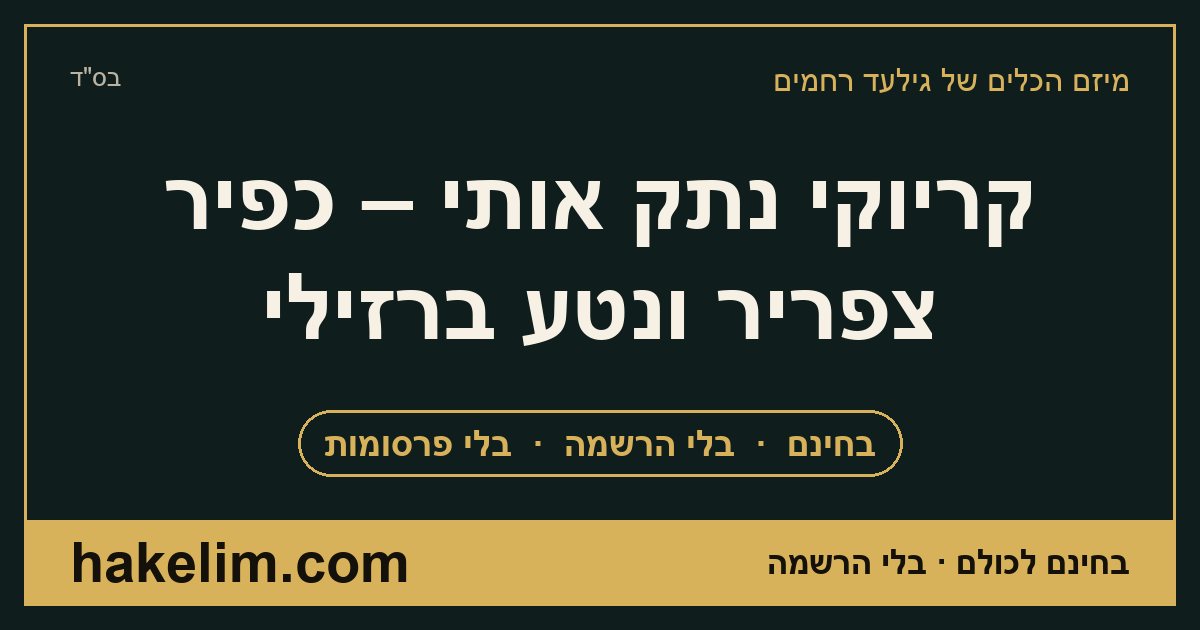 מיזם הכלים של גילעד רחמים
בס"ד
קריוקי נתק אותי – כפיר
צפריר ונטע ברזילי
בחינם · בלי הרשמה · בלי פרסומות
בחינם לכולם · בלי הרשמה
hakelim.com